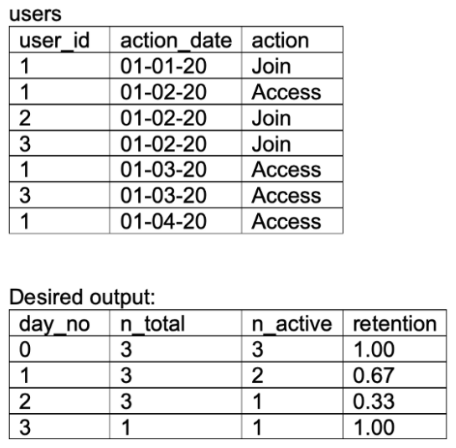 users
user_id action_date action
1 01-01-20 Join
1 01-02-20 Access
2 01-02-20 Join
3 01-02-20 Join
1 01-03-20 Access
3 01-03-20 Access
1 01-04-20 Access
Desired output:
day_no n_total n_active retention
0 3 3 1.00
1 3 2 0.67
2 3 1 0.33
3 1 1 1.00